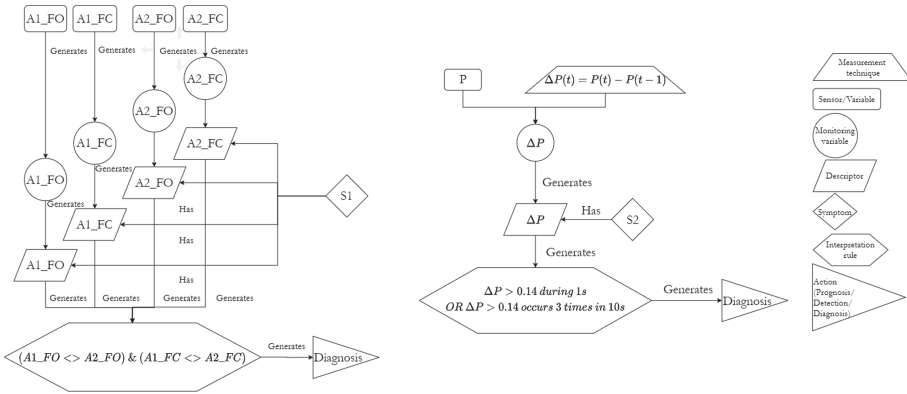 A1_FO
A1_FC
A2_FO
A2_FC
Generates
Generates
Generates
Generates
A2_FC
A2_FO
A1_FC
A2_FC
Generates
A1_FO
A2_FO
S1
Generates
Has
A1_FC
Has
A1_FO
Has
Generates
Generates
Generates
Generates
(A1_FO <> A2_FO) & (A1_FC <> A2_FC)
Generates
Diagnosis
P
ΔP(t) = P(t) − P(t − 1)
ΔP
Generates
ΔP
Has
S2
Generates
ΔP > 0.14 during 1s
OR ΔP > 0.14 occurs 3 times in 10s
Generates
Diagnosis
Measurement
technique
Sensor/Variable
Monitoring
variable
Descriptor
Symptom
Interpretation
rule
Action
(Prognosis/
Detection/
Diagnosis)